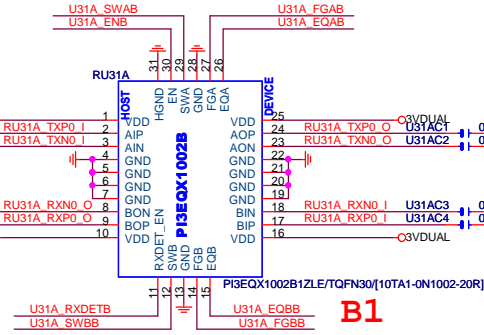 U31A_SWAB U31A_FGAB
U31A_ENB U31A_EQAB
31 30 29 28 27 26
RU31A
HGND EN SWA GND FGA EQA
HOST DEVICE
PI3EQX1002B
1 VDD VDD 25 3VDUAL
RU31A_TXP0_I 2 AIP AOP 24 RU31A_TXP0_O U31AC1 0
RU31A_TXN0_I 3 AIN AON 23 RU31A_TXN0_O U31AC2 0
4 GND GND 22
5 GND GND 21
6 GND GND 20
7 GND GND 19
RU31A_RXN0_O 8 BON BIN 18 RU31A_RXN0_I U31AC3 0
RU31A_RXP0_O 9 BOP BIP 17 RU31A_RXP0_I U31AC4 0
10 VDD VDD 16 3VDUAL
RXDET_EN SWB GND FGB EQB
PI3EQX1002B1ZLE/TQFN30/[10TA1-0N1002-20R]
11 12 13 14 15
U31A_RXDETB U31A_EQBB
U31A_SWBB U31A_FGBB
B1